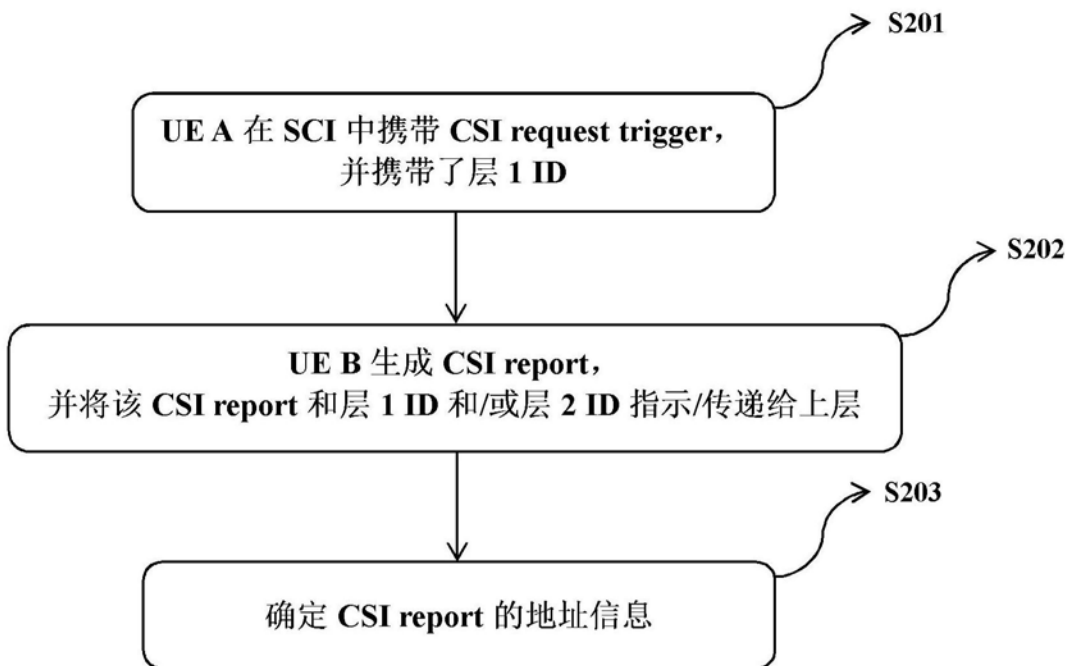 S201
UE A 在 SCI 中携带 CSI request trigger，
并携带了层 1 ID
S202
UE B 生成 CSI report，
并将该 CSI report 和层 1 ID 和/或层 2 ID 指示/传递给上层
S203
确定 CSI report 的地址信息